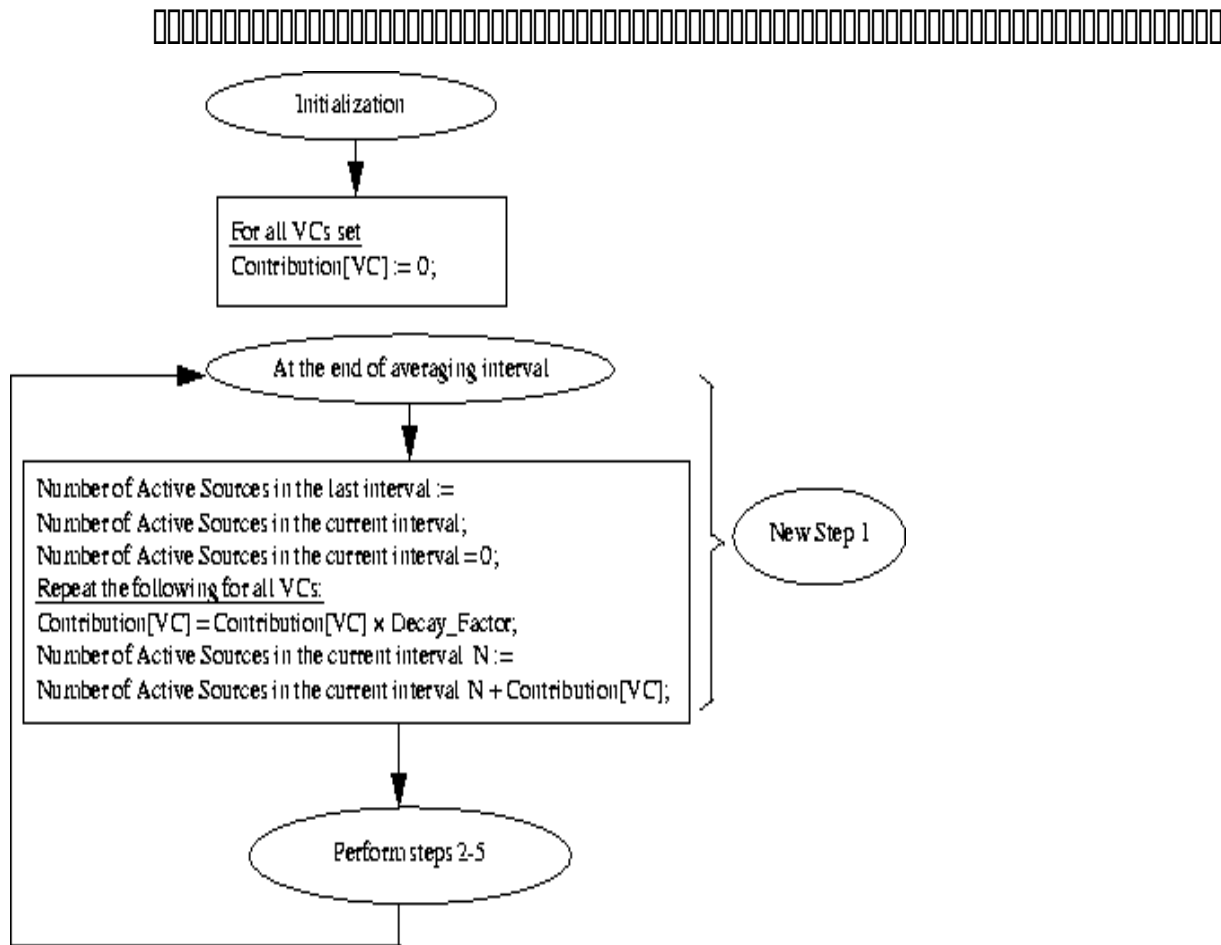 Initialization
For all VCs set
Contribution[VC] := 0;
At the end of averaging interval
Number of Active Sources in the last interval :=
Number of Active Sources in the current interval;
Number of Active Sources in the current interval = 0;
Repeat the following for all VCs:
Contribution[VC] = Contribution[VC] x Decay_Factor;
Number of Active Sources in the current interval N :=
Number of Active Sources in the current interval N + Contribution[VC];
New Step 1
Perform steps 2-5